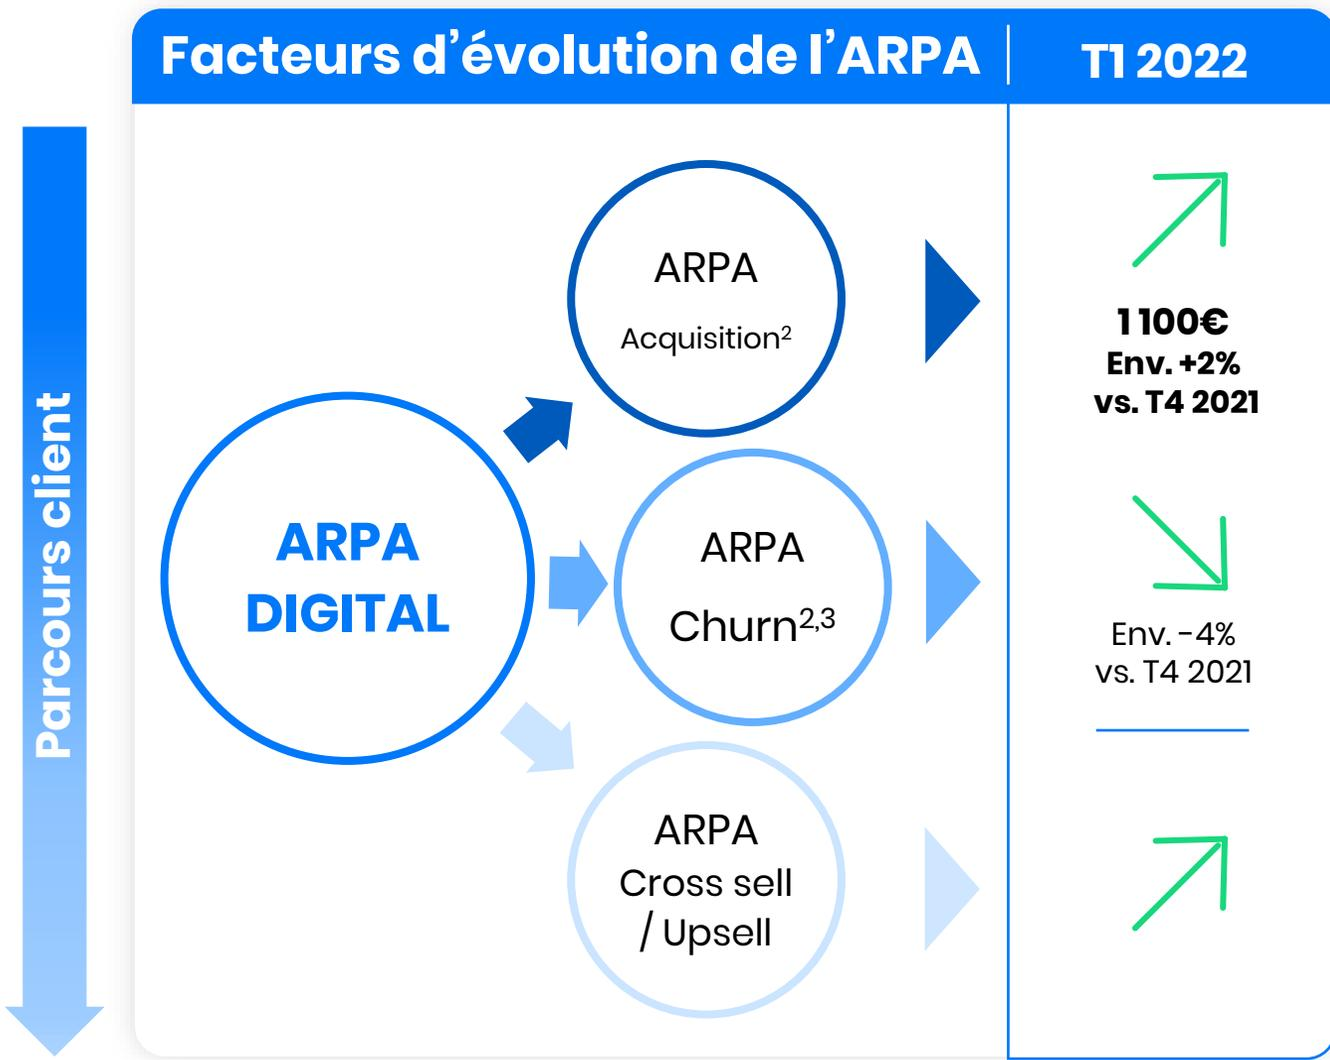 Facteurs d’évolution de l’ARPA
T1 2022
Parcours client
ARPA
DIGITAL
ARPA
Acquisition²
1 100€
Env. +2%
vs. T4 2021
ARPA
Churn²,³
Env. -4%
vs. T4 2021
ARPA
Cross sell
/ Upsell